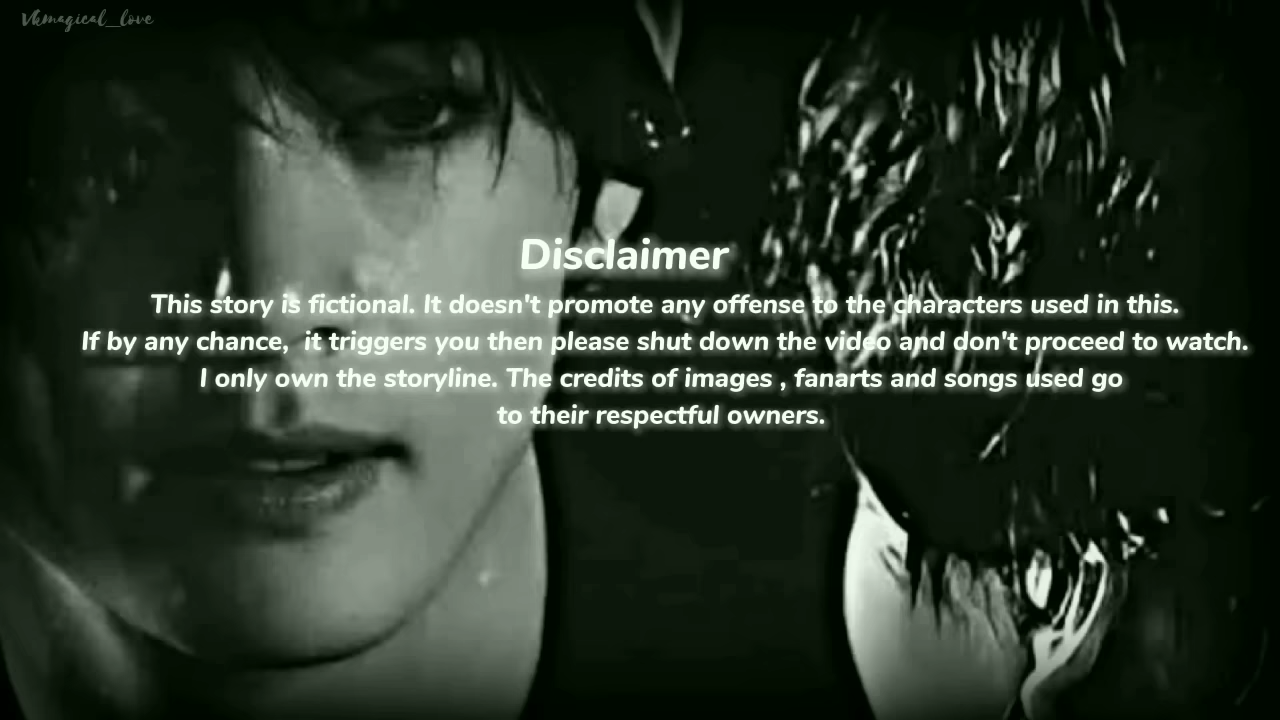 Vkmagical_love
Disclaimer
This story is fictional. It doesn't promote any offense to the characters used in this.
If by any chance,  it triggers you then please shut down the video and don't proceed to watch.
I only own the storyline. The credits of images , fanarts and songs used go
to their respectful owners.